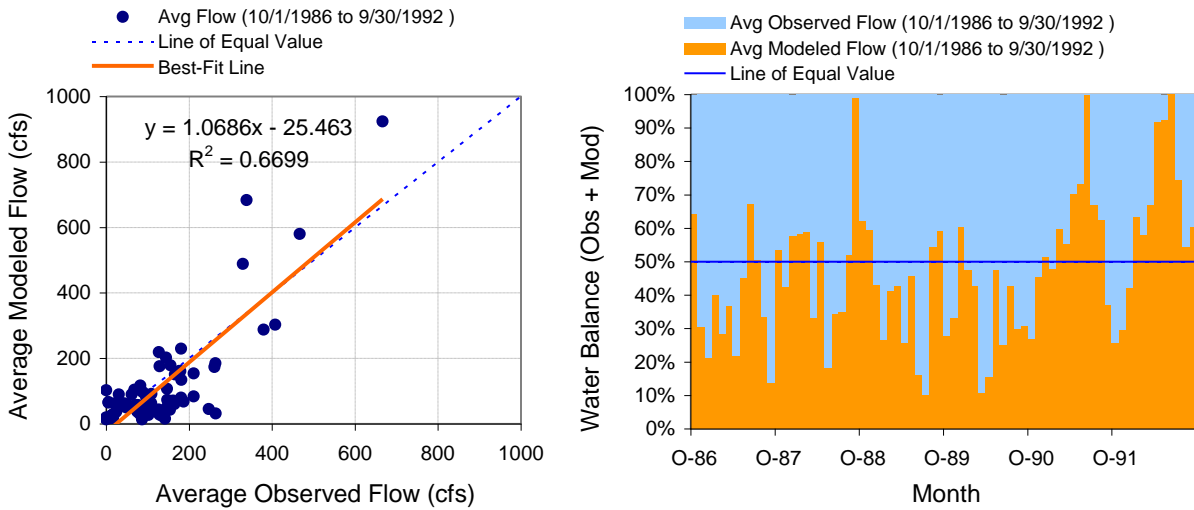 Avg Flow (10/1/1986 to 9/30/1992 )
Line of Equal Value
Best-Fit Line
y = 1.0686x - 25.463
R² = 0.6699
Average Modeled Flow (cfs)
1000
800
600
400
200
0
0 200 400 600 800 1000
Average Observed Flow (cfs)
Avg Observed Flow (10/1/1986 to 9/30/1992 )
Avg Modeled Flow (10/1/1986 to 9/30/1992 )
Line of Equal Value
Water Balance (Obs + Mod)
100%
90%
80%
70%
60%
50%
40%
30%
20%
10%
0%
O-86 O-87 O-88 O-89 O-90 O-91
Month